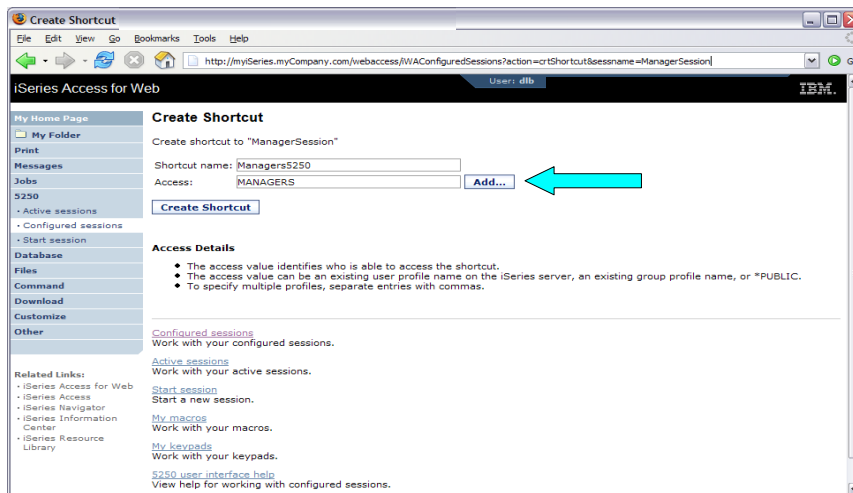 Create Shortcut
File Edit View Go Bookmarks Tools Help
http://myiSeries.myCompany.com/webaccess/iWAConfiguredSessions?action=crtShortcut&sessname=ManagerSession
G
iSeries Access for Web
User: dlb
IBM.
My Home Page
My Folder
Print
Messages
Jobs
5250
• Active sessions
• Configured sessions
• Start session
Database
Files
Command
Download
Customize
Other
Related Links:
• iSeries Access for Web
• iSeries Access
• iSeries Navigator
• iSeries Information
Center
• iSeries Resource
Library
Create Shortcut
Create shortcut to "ManagerSession"
Shortcut name: Managers5250
Access: MANAGERS Add...
Create Shortcut
Access Details
• The access value identifies who is able to access the shortcut.
• The access value can be an existing user profile name on the iSeries server, an existing group profile name, or *PUBLIC.
• To specify multiple profiles, separate entries with commas.
Configured sessions
Work with your configured sessions.
Active sessions
Work with your active sessions.
Start session
Start a new session.
My macros
Work with your macros.
My keypads
Work with your keypads.
5250 user interface help
View help for working with configured sessions.